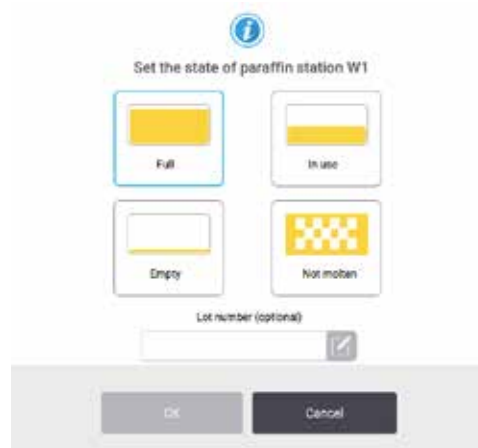 Set the state of paraffin station W1
Full
In use
Empty
Not molten
Lot number (optional)
OK
Cancel